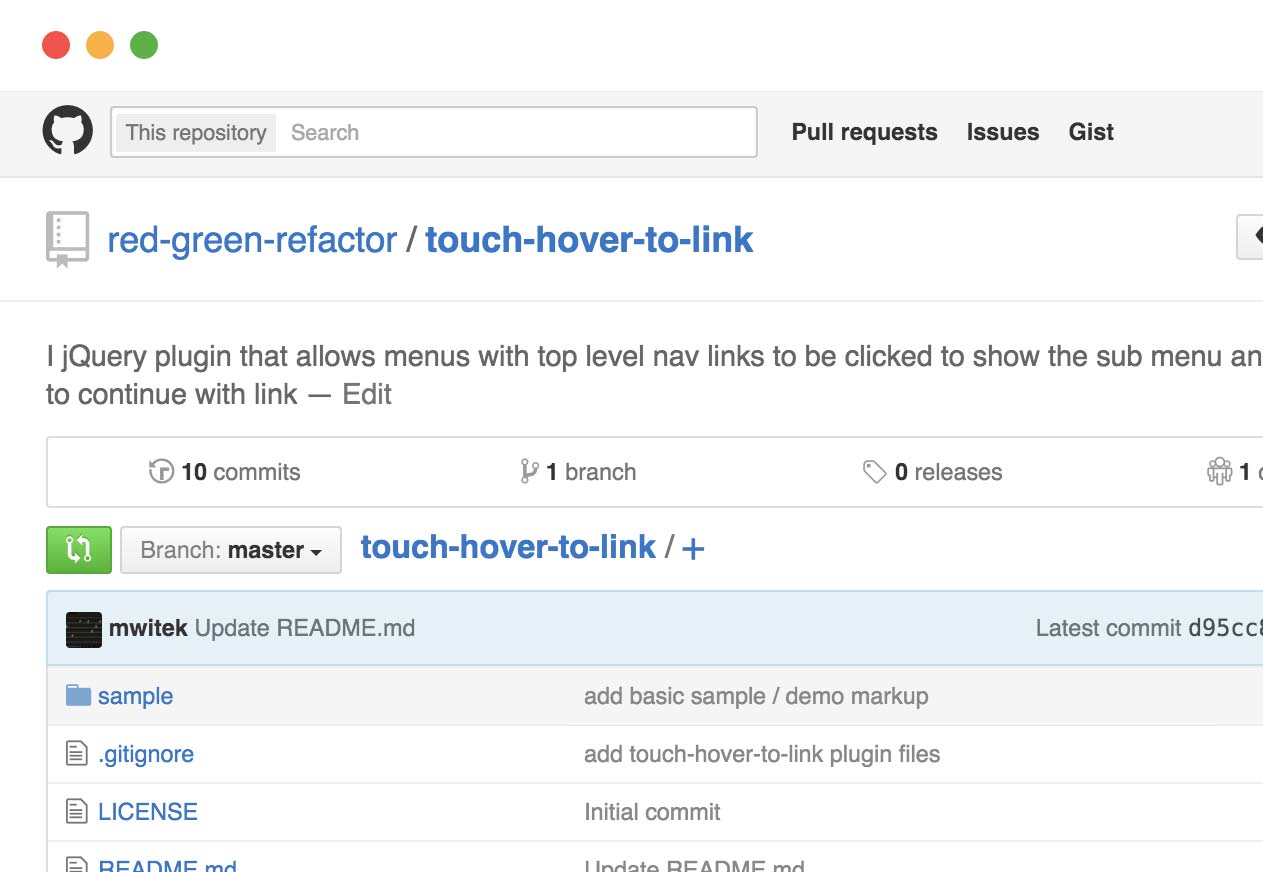 This repository Search Pull requests Issues Gist
red-green-refactor / touch-hover-to-link
I jQuery plugin that allows menus with top level nav links to be clicked to show the sub menu an
to continue with link — Edit
10 commits 1 branch 0 releases 1
Branch: master touch-hover-to-link / +
mwitek Update README.md Latest commit d95cc8
sample add basic sample / demo markup
.gitignore add touch-hover-to-link plugin files
LICENSE Initial commit
README.md Update README.md